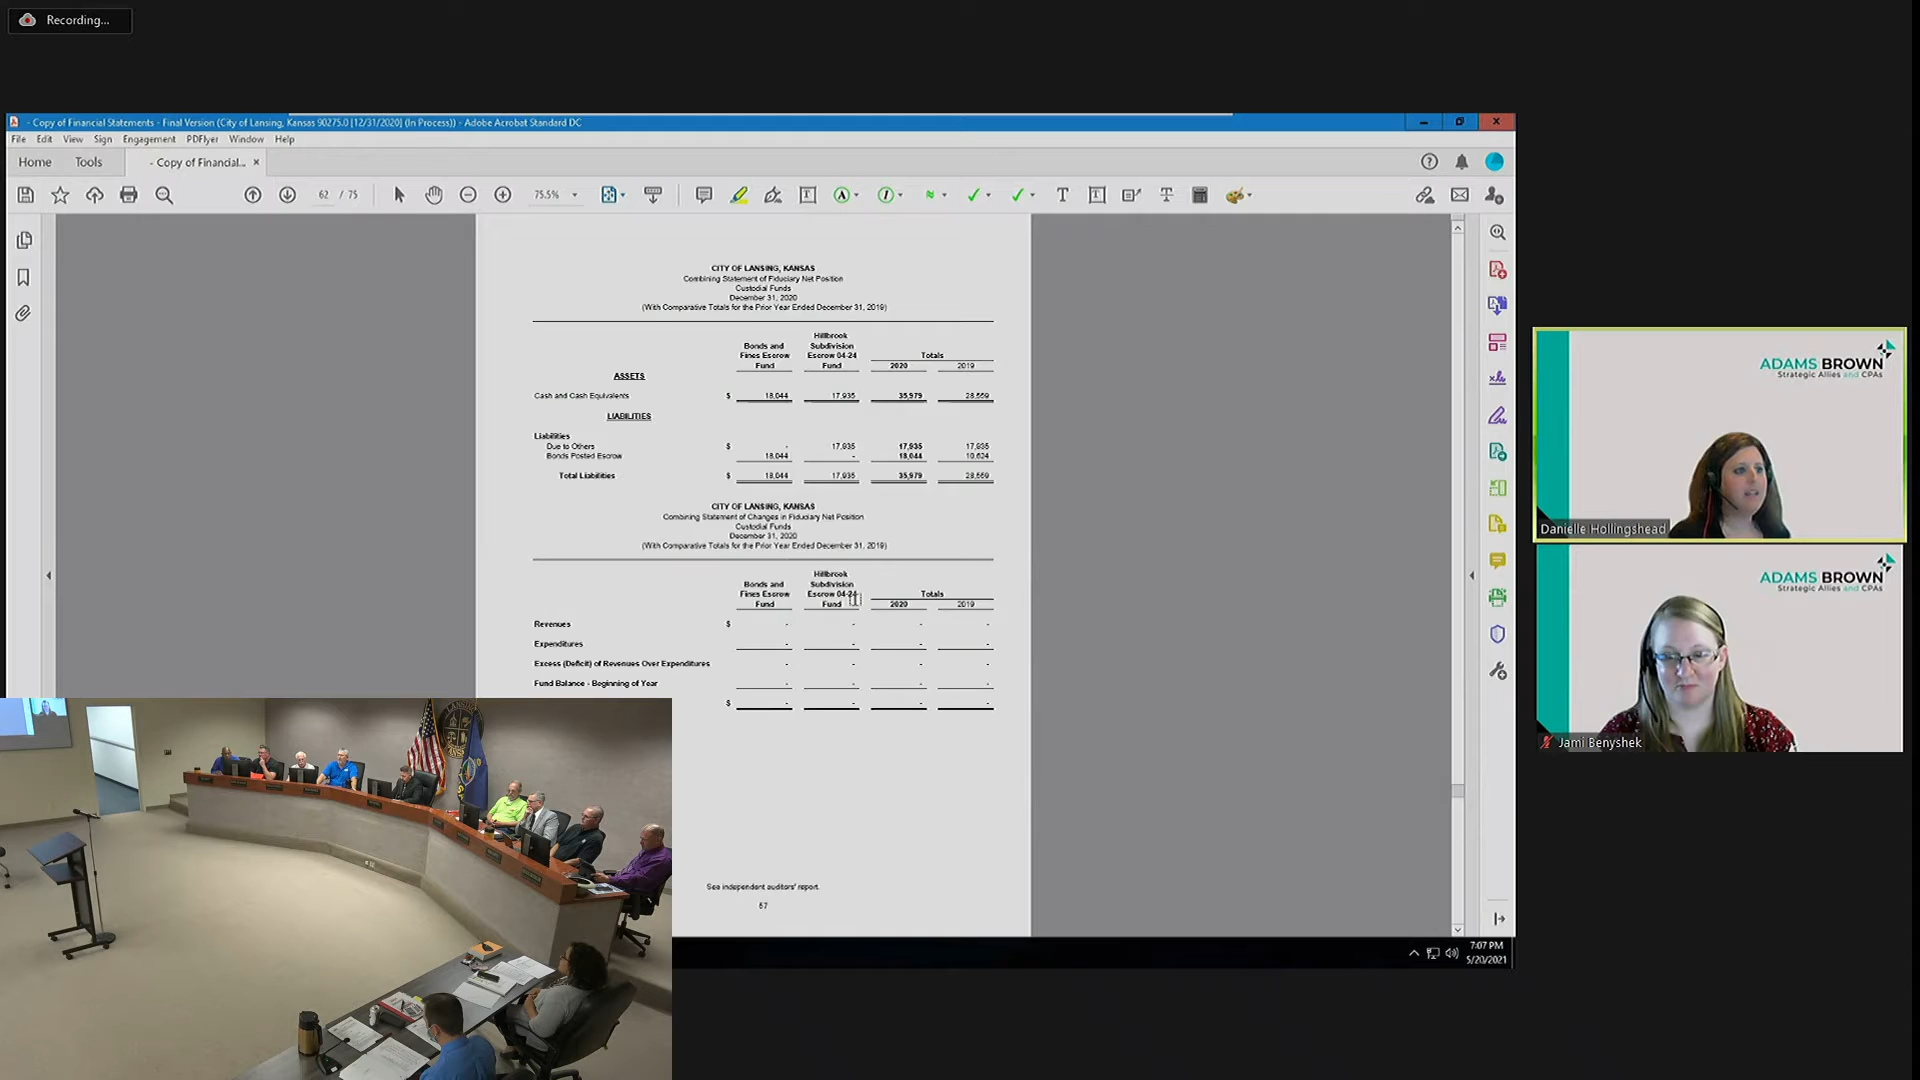 Recording...
- Copy of Financial Statements - Final Version (City of Lansing, Kansas 90275.0 [12/31/2020] (In Process)) - Adobe Acrobat Standard DC
File Edit View Sign Engagement PDFlyer Window Help
Home Tools - Copy of Financial... ×
62 / 75 75.5%
CITY OF LANSING, KANSAS
Combining Statement of Fiduciary Net Position
Custodial Funds
December 31, 2020
(With Comparative Totals for the Prior Year Ended December 31, 2019)
Hillbrook
Bonds and Subdivision
Fines Escrow Escrow 04-24 Totals
Fund Fund 2020 2019
ASSETS
Cash and Cash Equivalents $ 18,044 17,935 35,979 28,559
LIABILITIES
Liabilities
Due to Others $ - 17,935 17,935 17,935
Bonds Posted Escrow 18,044 - 18,044 10,624
Total Liabilities $ 18,044 17,935 35,979 28,559
CITY OF LANSING, KANSAS
Combining Statement of Changes in Fiduciary Net Position
Custodial Funds
December 31, 2020
(With Comparative Totals for the Prior Year Ended December 31, 2019)
Hillbrook
Bonds and Subdivision
Fines Escrow Escrow 04-24 Totals
Fund Fund 2020 2019
Revenues $ - - - -
Expenditures - - - -
Excess (Deficit) of Revenues Over Expenditures - - - -
Fund Balance - Beginning of Year - - - -
$ - - - -
See independent auditors' report.
57
7:07 PM
5/20/2021
ADAMS BROWN
Strategic Allies and CPAs
Danielle Hollingshead
ADAMS BROWN
Strategic Allies and CPAs
Jami Benyshek